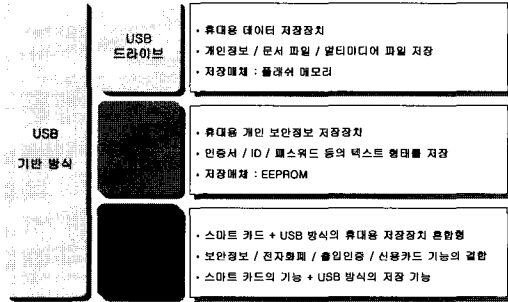 USB
드라이브
• 휴대용 데이터 저장장치
• 개인정보 / 문서 파일 / 멀티미디어 파일 저장
• 저장매체 : 플래쉬 메모리
USB
기반 방식
• 휴대용 개인 보안정보 저장장치
• 인증서 / ID / 패스워드 등의 텍스트 형태를 저장
• 저장매체 : EEPROM
• 스마트 카드 + USB 방식의 휴대용 저장장치 혼합형
• 보안정보 / 전자화폐 / 출입인증 / 신용카드 기능의 결합
• 스마트 카드의 기능 + USB 방식의 저장 기능